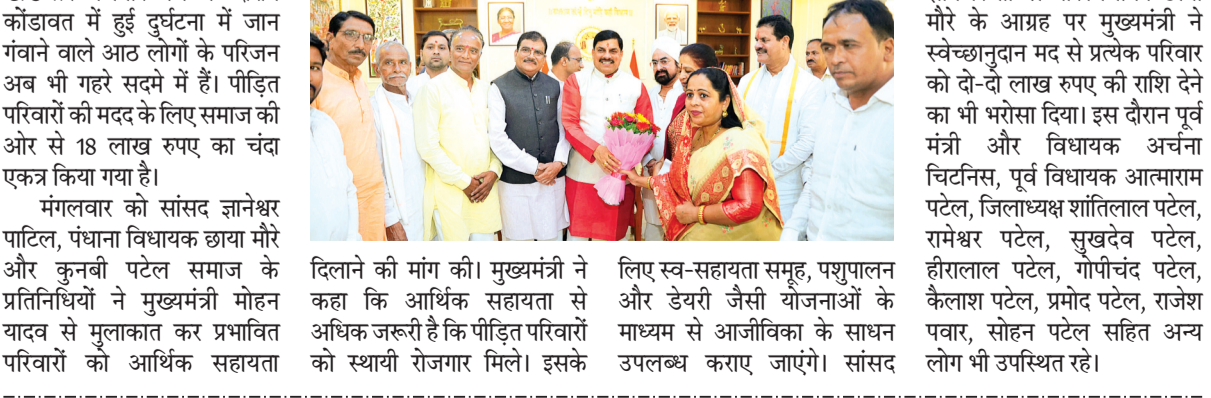 कोंडावत में हुई दुर्घटना में जान
गंवाने वाले आठ लोगों के परिजन
अब भी गहरे सदमे में हैं। पीड़ित
परिवारों की मदद के लिए समाज की
ओर से 18 लाख रुपए का चंदा
एकत्र किया गया है।
मंगलवार को सांसद ज्ञानेश्वर
पाटिल, पंधाना विधायक छाया मौरे
और कुनबी पटेल समाज के
प्रतिनिधियों ने मुख्यमंत्री मोहन
यादव से मुलाकात कर प्रभावित
परिवारों को आर्थिक सहायता
दिलाने की मांग की। मुख्यमंत्री ने
कहा कि आर्थिक सहायता से
अधिक जरूरी है कि पीड़ित परिवारों
को स्थायी रोजगार मिले। इसके
लिए स्व-सहायता समूह, पशुपालन
और डेयरी जैसी योजनाओं के
माध्यम से आजीविका के साधन
उपलब्ध कराए जाएंगे। सांसद
मौरे के आग्रह पर मुख्यमंत्री ने
स्वेच्छानुदान मद से प्रत्येक परिवार
को दो-दो लाख रुपए की राशि देने
का भी भरोसा दिया। इस दौरान पूर्व
मंत्री और विधायक अर्चना
चिटनिस, पूर्व विधायक आत्माराम
पटेल, जिलाध्यक्ष शांतिलाल पटेल,
रामेश्वर पटेल, सुखदेव पटेल,
हीरालाल पटेल, गोपीचंद पटेल,
कैलाश पटेल, प्रमोद पटेल, राजेश
पवार, सोहन पटेल सहित अन्य
लोग भी उपस्थित रहे।